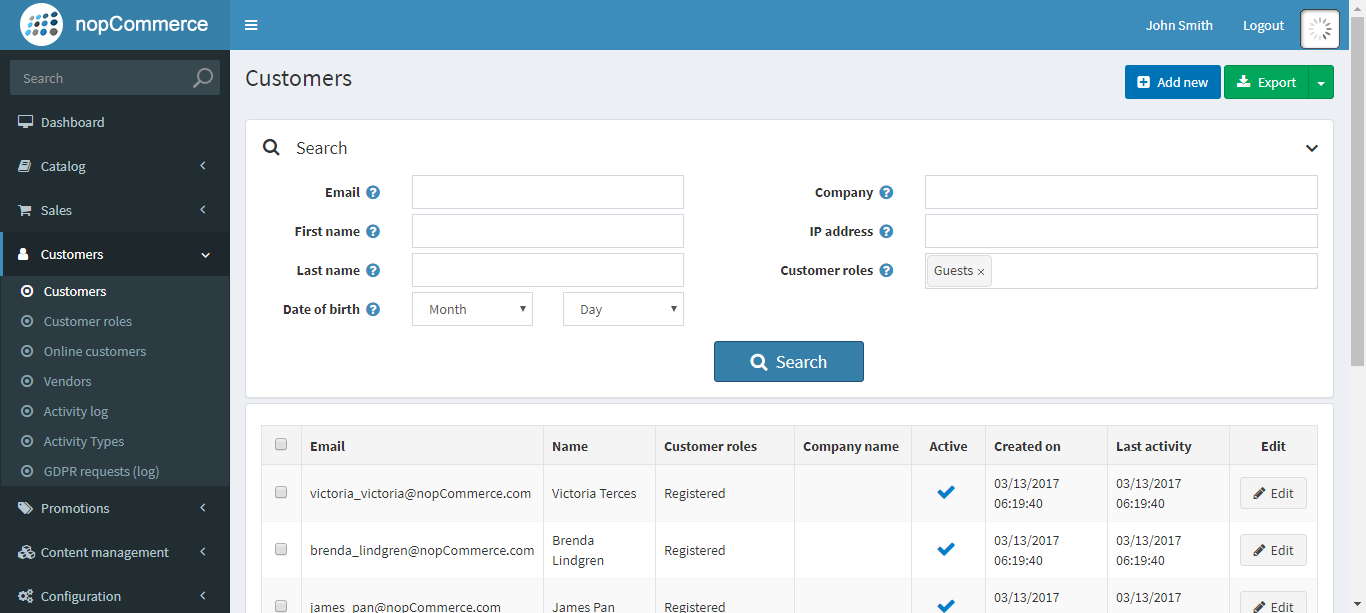 nopCommerce
John Smith
Logout
Search
Dashboard
Catalog
Sales
Customers
Customers
Customer roles
Online customers
Vendors
Activity log
Activity Types
GDPR requests (log)
Promotions
Content management
Configuration
Customers
Add new
Export
Search
Email
Company
First name
IP address
Last name
Customer roles
Guests ×
Date of birth
Month
Day
Search
Email Name Customer roles Company name Active Created on Last activity Edit
victoria_victoria@nopCommerce.com Victoria Terces Registered 03/13/2017 06:19:40 03/13/2017 06:19:40 Edit
brenda_lindgren@nopCommerce.com Brenda Lindgren Registered 03/13/2017 06:19:40 03/13/2017 06:19:40 Edit
james_pan@nopCommerce.com James Pan Registered 03/13/2017 03/13/2017 Edit